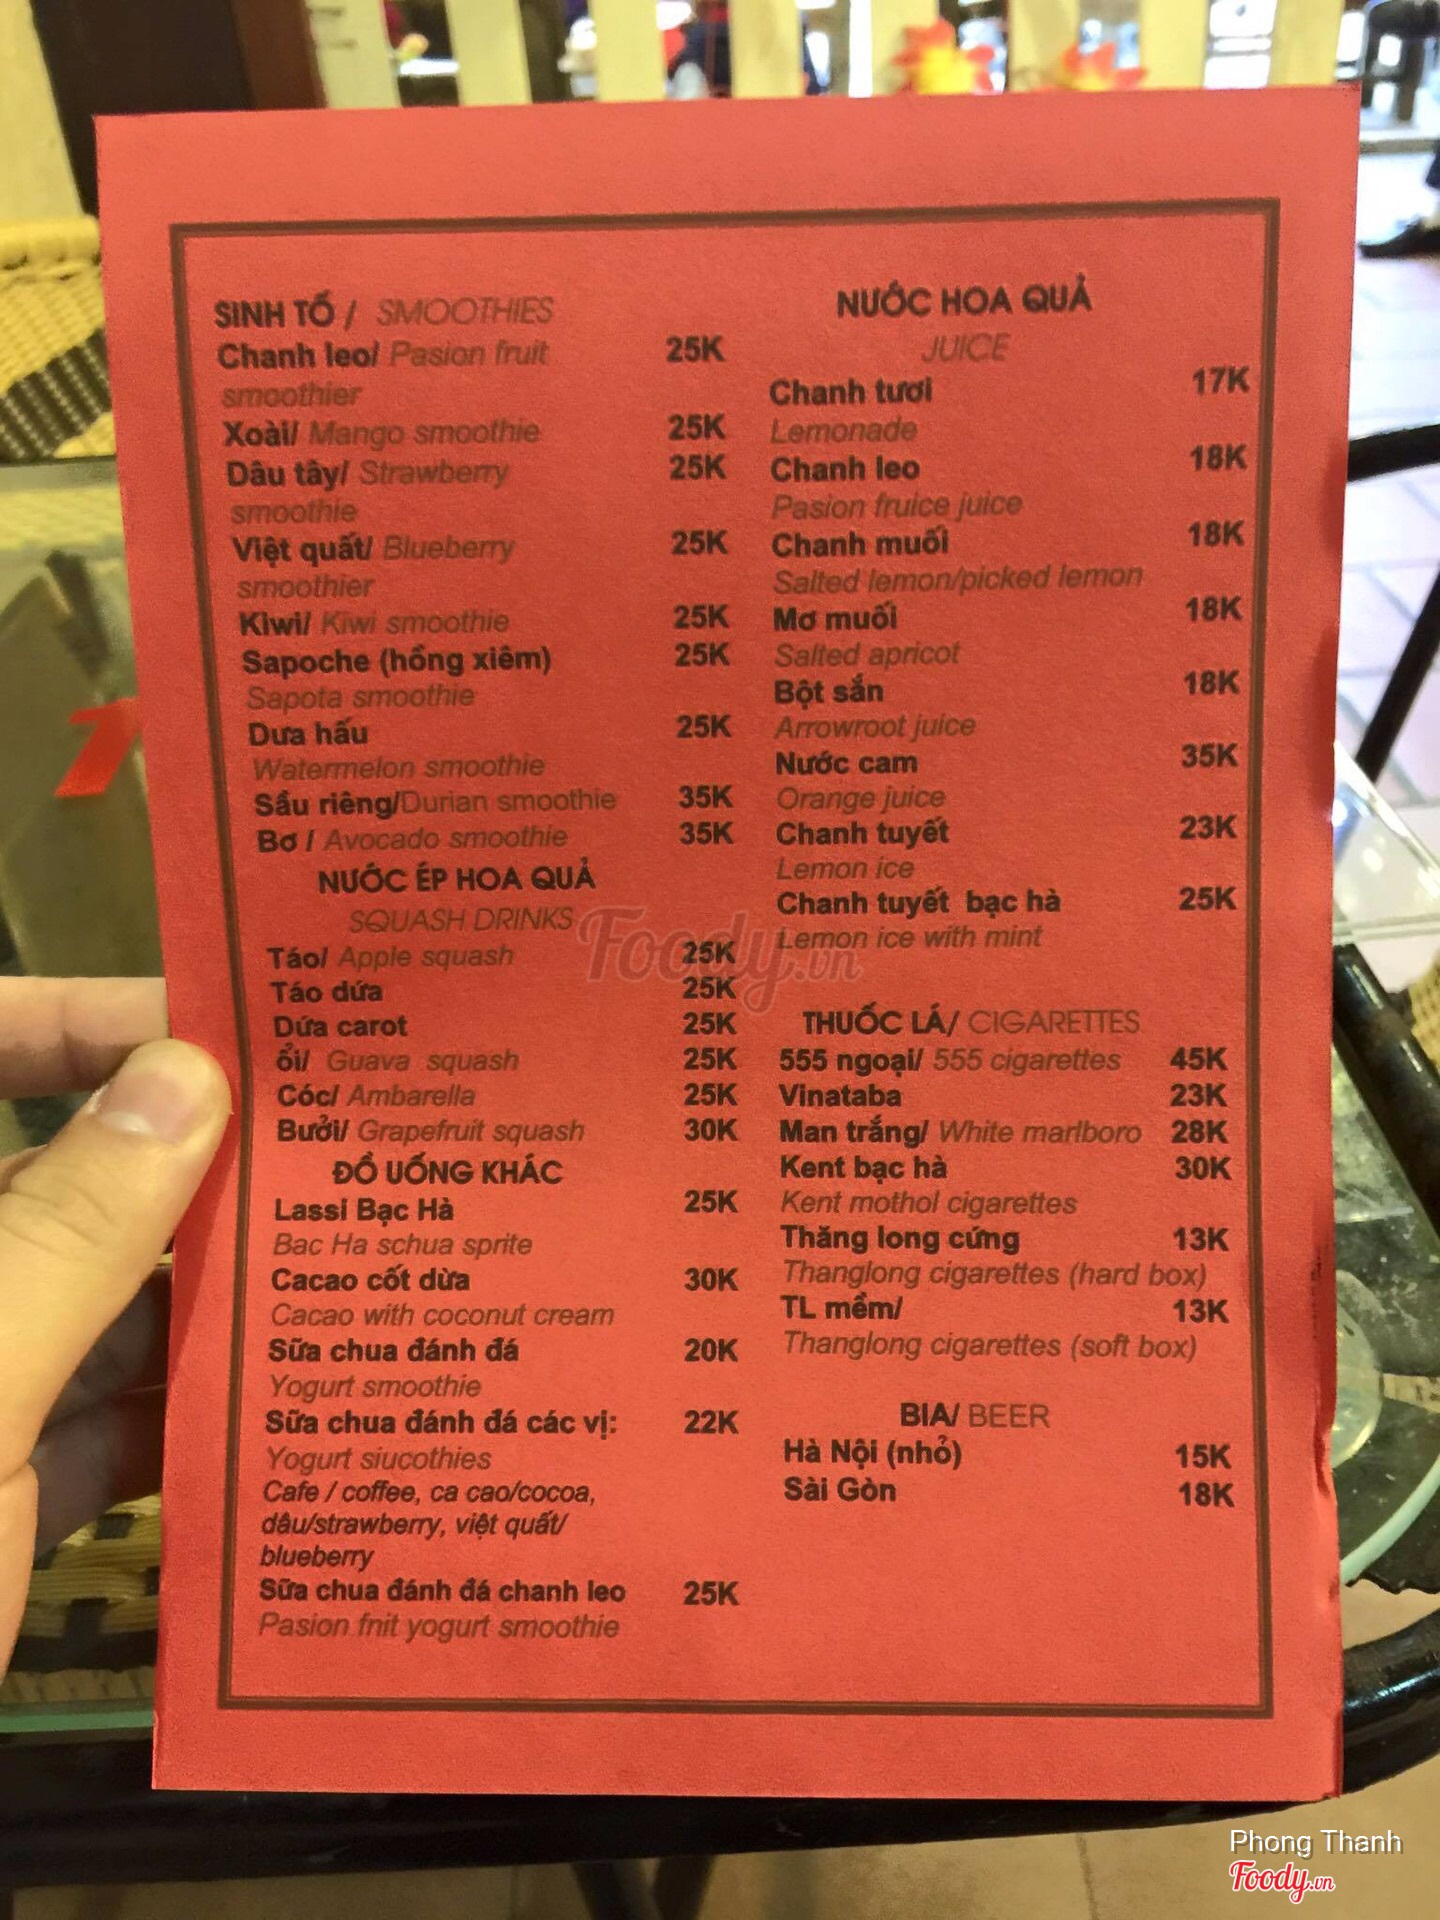 SINH TỐ / SMOOTHIES
Chanh leo/ Pasion fruit 25K
smoothier
Xoài/ Mango smoothie 25K
Dâu tây/ Strawberry 25K
smoothie
Việt quất/ Blueberry 25K
smoothier
Kiwi/ Kiwi smoothie 25K
Sapoche (hồng xiêm) 25K
Sapota smoothie
Dưa hấu 25K
Watermelon smoothie
Sầu riêng/Durian smoothie 35K
Bơ / Avocado smoothie 35K
NƯỚC ÉP HOA QUẢ
SQUASH DRINKS
Táo/ Apple squash 25K
Táo dứa 25K
Dứa carot 25K
ổi/ Guava squash 25K
Cóc/ Ambarella 25K
Bưởi/ Grapefruit squash 30K
ĐỒ UỐNG KHÁC
Lassi Bạc Hà 25K
Bac Ha schua sprite
Cacao cốt dừa 30K
Cacao with coconut cream
Sữa chua đánh đá 20K
Yogurt smoothie
Sữa chua đánh đá các vị: 22K
Yogurt siucothies
Cafe / coffee, ca cao/cocoa,
dâu/strawberry, việt quất/
blueberry
Sữa chua đánh đá chanh leo 25K
Pasion fnit yogurt smoothie
NƯỚC HOA QUẢ
JUICE
Chanh tươi 17K
Lemonade
Chanh leo 18K
Pasion fruice juice
Chanh muối 18K
Salted lemon/picked lemon
Mơ muối 18K
Salted apricot
Bột sắn 18K
Arrowroot juice
Nước cam 35K
Orange juice
Chanh tuyết 23K
Lemon ice
Chanh tuyết bạc hà 25K
Lemon ice with mint
THUỐC LÁ/ CIGARETTES
555 ngoại/ 555 cigarettes 45K
Vinataba 23K
Man trắng/ White marlboro 28K
Kent bạc hà 30K
Kent mothol cigarettes
Thăng long cứng 13K
Thanglong cigarettes (hard box)
TL mềm/ 13K
Thanglong cigarettes (soft box)
BIA/ BEER
Hà Nội (nhỏ) 15K
Sài Gòn 18K
Foody.vn
Phong Thanh
Foody.vn